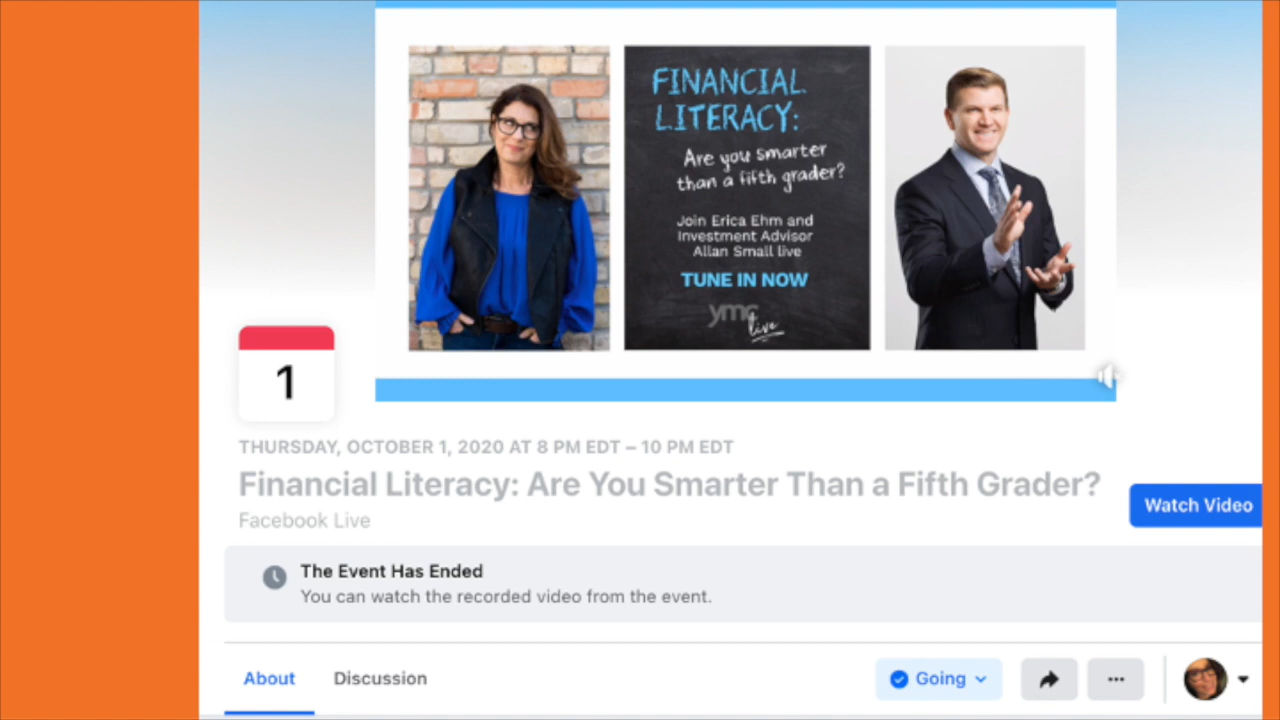 FINANCIAL
LITERACY:
Are you smarter
than a fifth grader?
Join Erica Ehm and
Investment Advisor
Allan Small live
TUNE IN NOW
ymc
live
1
THURSDAY, OCTOBER 1, 2020 AT 8 PM EDT – 10 PM EDT
Financial Literacy: Are You Smarter Than a Fifth Grader?
Facebook Live
Watch Video
The Event Has Ended
You can watch the recorded video from the event.
About Discussion Going